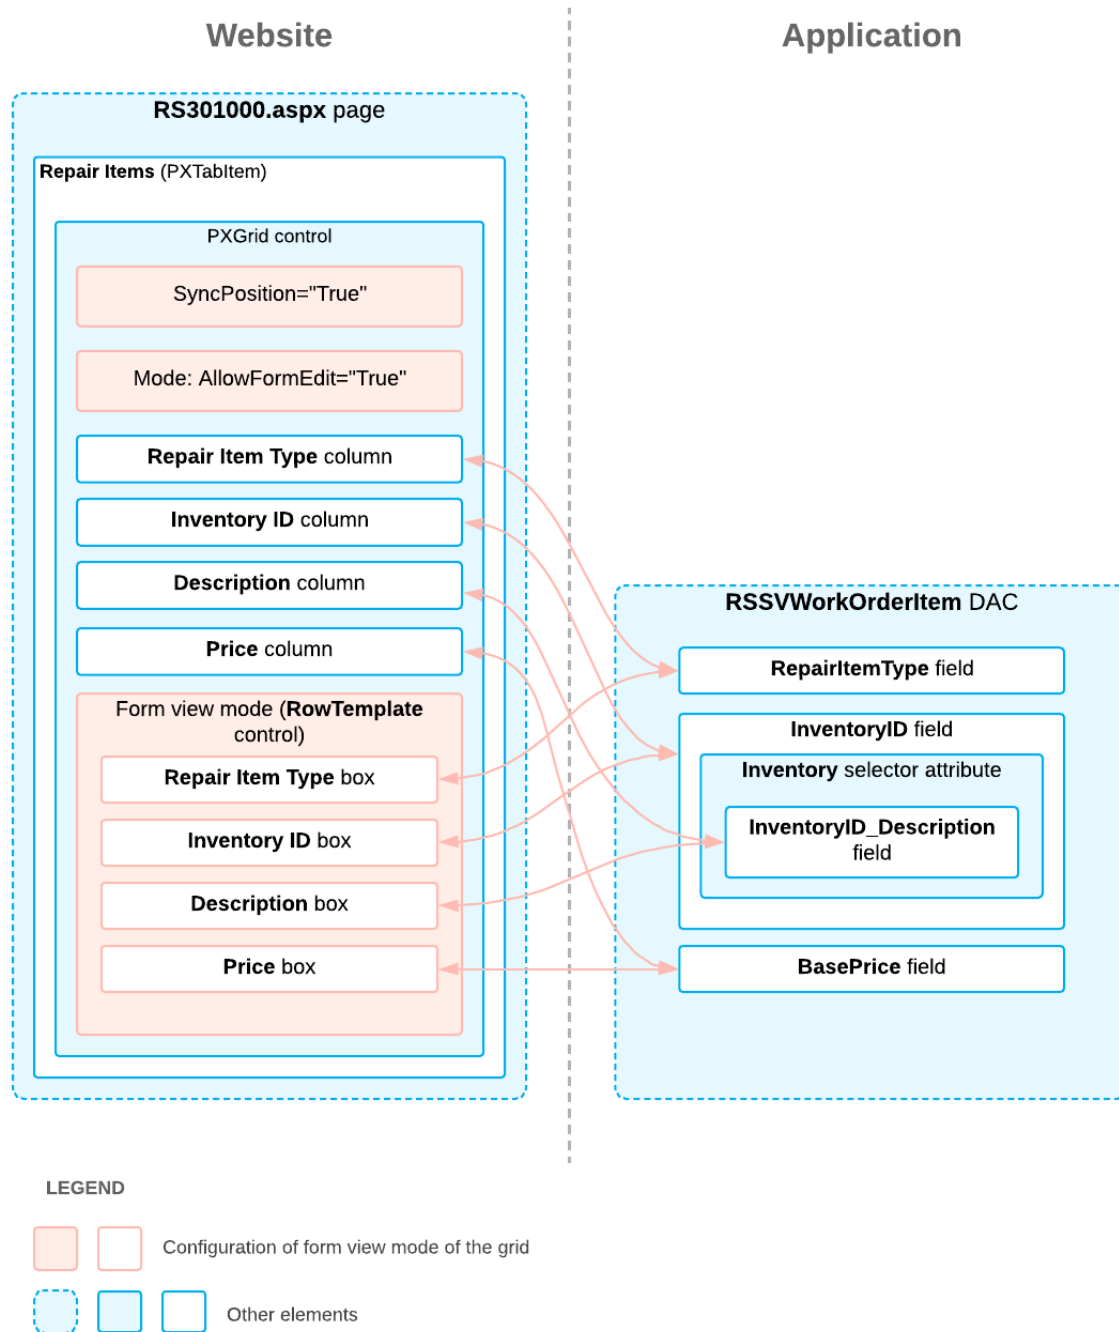 Website
Application
RS301000.aspx page
Repair Items (PXTabItem)
PXGrid control
SyncPosition="True"
Mode: AllowFormEdit="True"
Repair Item Type column
Inventory ID column
Description column
Price column
Form view mode (RowTemplate
control)
Repair Item Type box
Inventory ID box
Description box
Price box
RSSVWorkOrderItem DAC
RepairItemType field
InventoryID field
Inventory selector attribute
InventoryID_Description
field
BasePrice field
LEGEND
Configuration of form view mode of the grid
Other elements